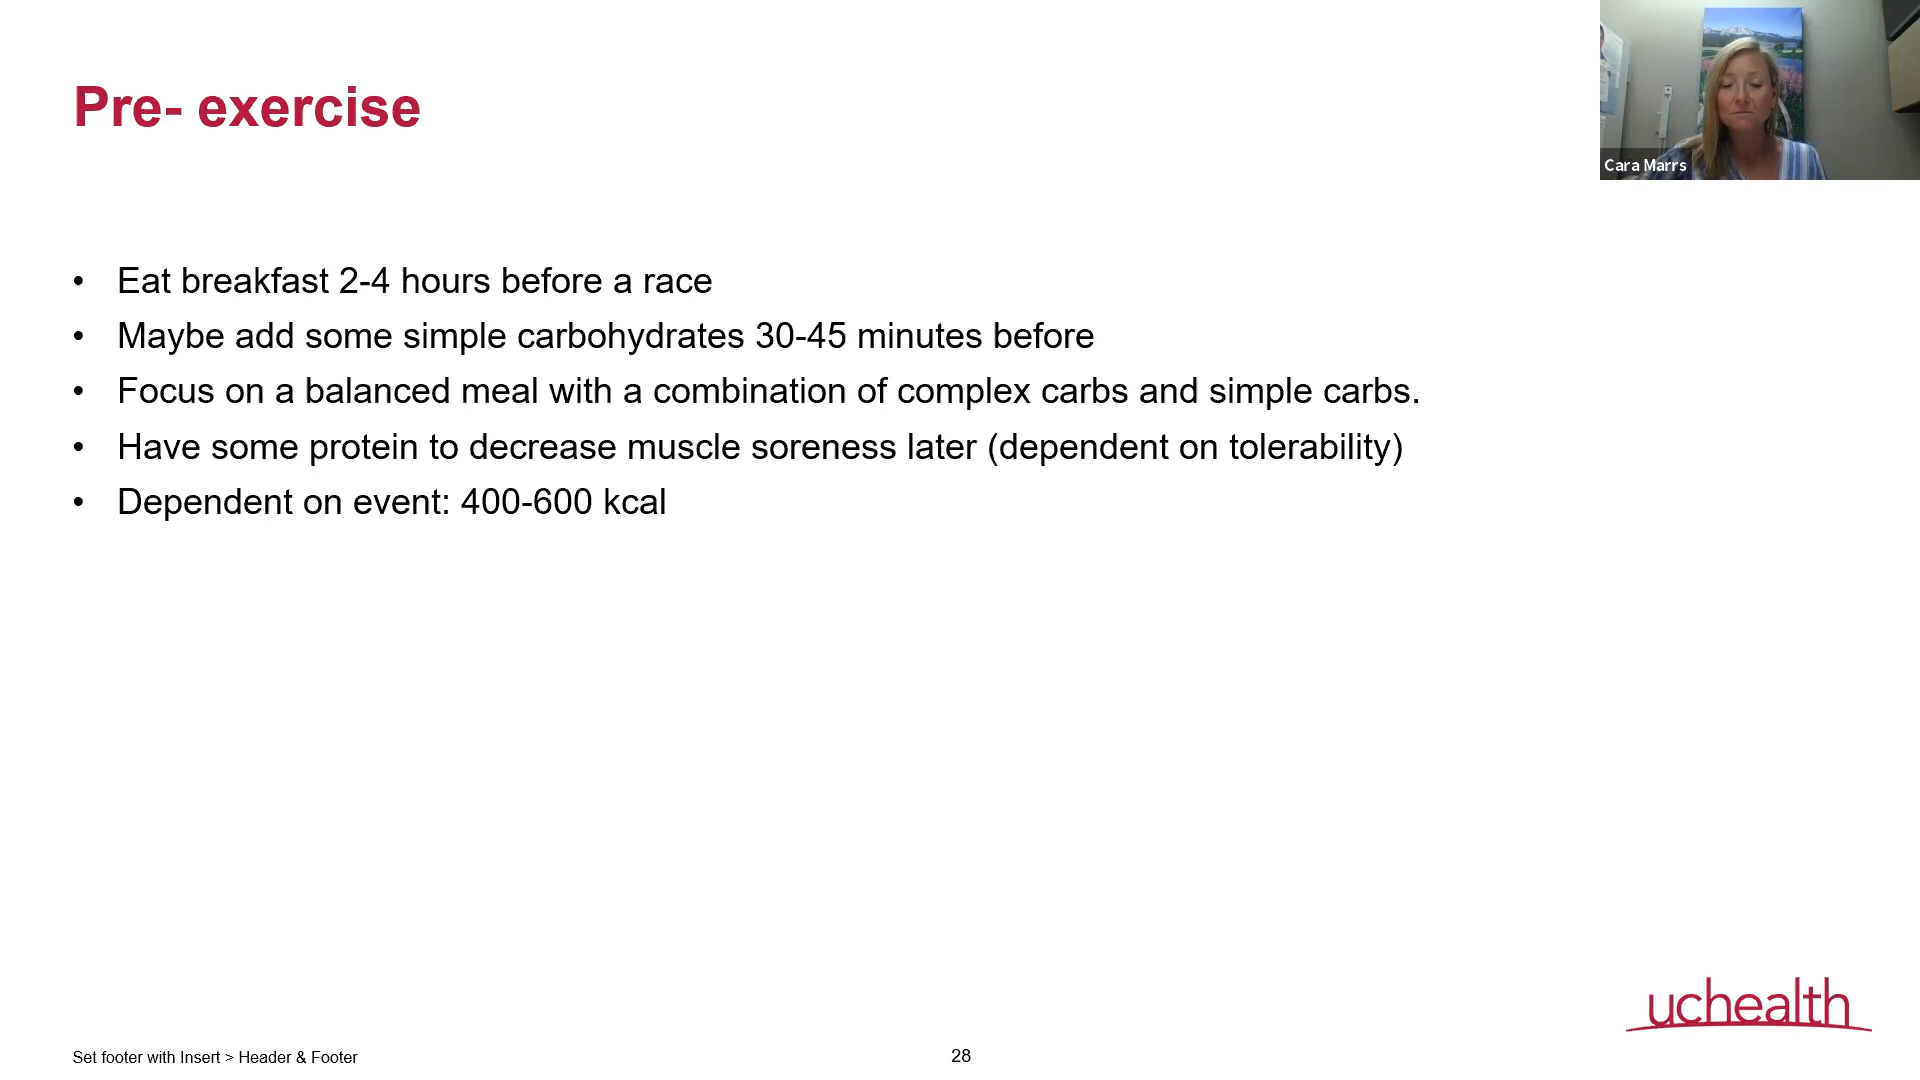 Pre- exercise
Cara Marrs
• Eat breakfast 2-4 hours before a race
• Maybe add some simple carbohydrates 30-45 minutes before
• Focus on a balanced meal with a combination of complex carbs and simple carbs.
• Have some protein to decrease muscle soreness later (dependent on tolerability)
• Dependent on event: 400-600 kcal
uchealth
Set footer with Insert > Header & Footer
28